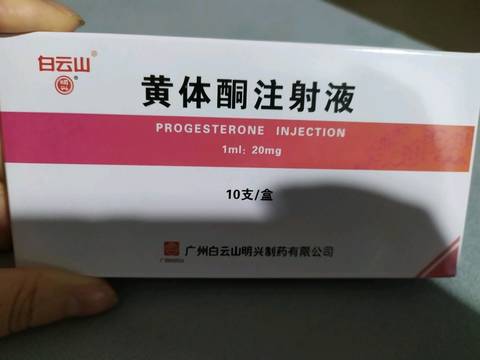 白云山®
黄体酮注射液
PROGESTERONE INJECTION
1ml: 20mg
10支/盒
广州白云山明兴制药有限公司